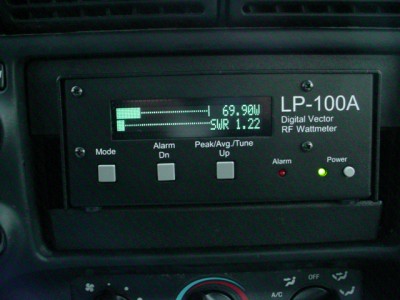 69.90W
SWR 1.22
LP-100A
Digital Vector
RF Wattmeter
Mode
Alarm
Dn
Peak/Avg./Tune
Up
Alarm
Power
A/C
OFF